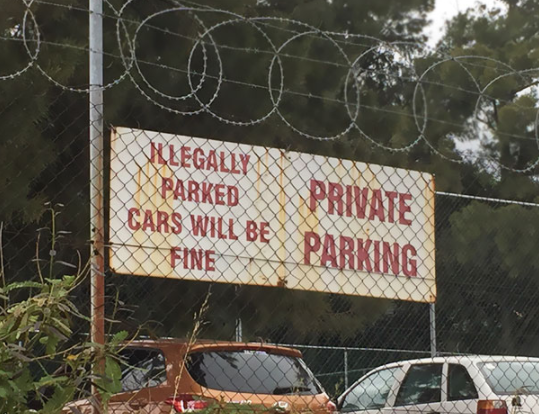 ILLEGALLY
PARKED
CARS WILL BE
FINE
PRIVATE
PARKING